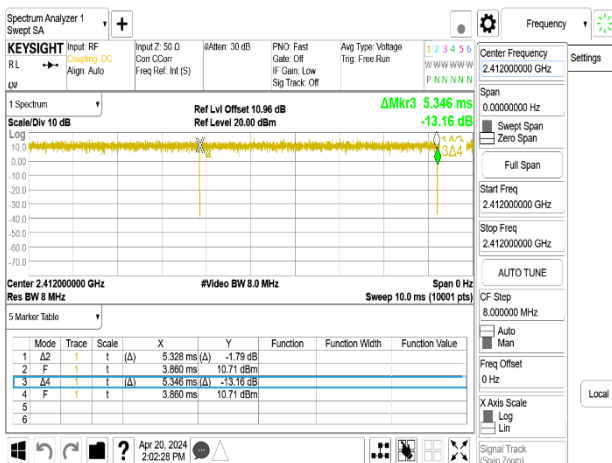 Spectrum Analyzer 1
Swept SA
Frequency
KEYSIGHT
RL
Input: RF
Coupling: DC
Align: Auto
Input Z: 50 Ω
Corr CCorr
Freq Ref: Int (S)
#Atten: 30 dB
PNO: Fast
Gate: Off
IF Gain: Low
Sig Track: Off
Avg Type: Voltage
Trig: Free Run
1 2 3 4 5 6
W W W W W W
P N N N N N
1 Spectrum
Scale/Div 10 dB
Ref Lvl Offset 10.96 dB
Ref Level 20.00 dBm
ΔMkr3 5.346 ms
-13.16 dB
Log
10.0
0.00
-10.0
-20.0
-30.0
-40.0
-50.0
-60.0
-70.0
3Δ4
Center 2.412000000 GHz
Res BW 8 MHz
#Video BW 8.0 MHz
Span 0 Hz
Sweep 10.0 ms (10001 pts)
5 Marker Table
Mode Trace Scale X Y Function Function Width Function Value
1 Δ2 1 t (Δ) 5.328 ms (Δ) -1.79 dB
2 F 1 t 3.860 ms 10.71 dBm
3 Δ4 1 t (Δ) 5.346 ms (Δ) -13.16 dB
4 F 1 t 3.860 ms 10.71 dBm
5
6
Apr 20, 2024
2:02:28 PM
Center Frequency
2.412000000 GHz
Span
0.00000000 Hz
Swept Span
Zero Span
Full Span
Start Freq
2.412000000 GHz
Stop Freq
2.412000000 GHz
AUTO TUNE
CF Step
8.000000 MHz
Auto
Man
Freq Offset
0 Hz
X Axis Scale
Log
Lin
Signal Track
(Span Zoom)
Settings
Local